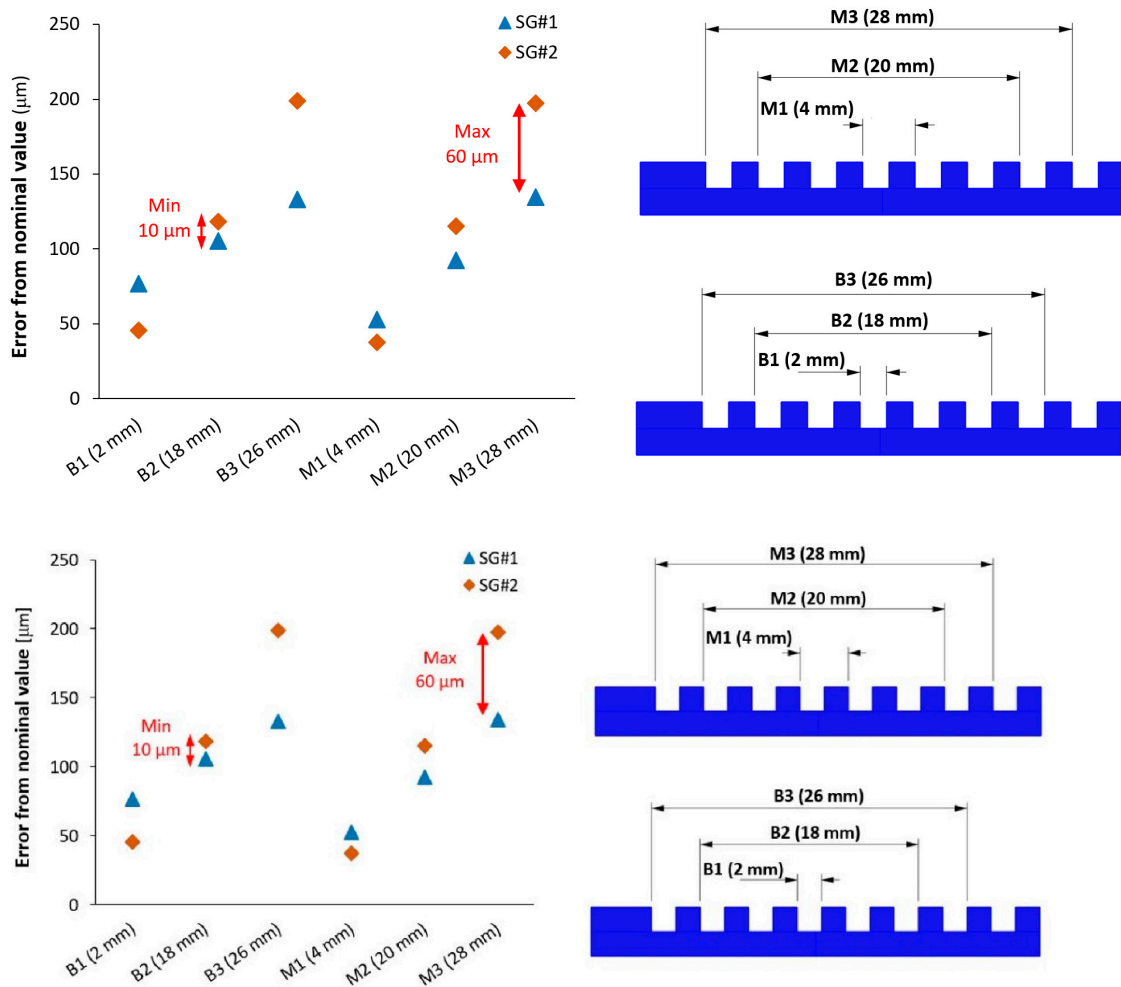 Error from nominal value (µm)
250
200
150
100
50
0
SG#1
SG#2
Min
10 µm
Max
60 µm
B1 (2 mm)
B2 (18 mm)
B3 (26 mm)
M1 (4 mm)
M2 (20 mm)
M3 (28 mm)
M3 (28 mm)
M2 (20 mm)
M1 (4 mm)
B3 (26 mm)
B2 (18 mm)
B1 (2 mm)
Error from nominal value [µm]
250
200
150
100
50
0
SG#1
SG#2
Min
10 µm
Max
60 µm
B1 (2 mm)
B2 (18 mm)
B3 (26 mm)
M1 (4 mm)
M2 (20 mm)
M3 (28 mm)
M3 (28 mm)
M2 (20 mm)
M1 (4 mm)
B3 (26 mm)
B2 (18 mm)
B1 (2 mm)